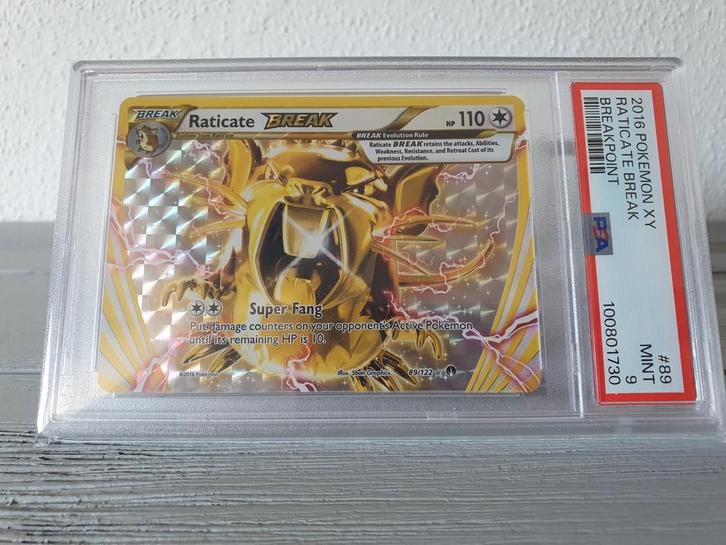 BREAK
Raticate BREAK
HP 110
Evolves from Raticate
BREAK Evolution Rule
Raticate BREAK retains the attacks, Abilities,
Weakness, Resistance, and Retreat Cost of its
previous Evolution.
Super Fang
Put damage counters on your opponent's Active Pokémon
until its remaining HP is 10.
©2016 Pokémon
Illus. 5ban Graphics
89/122
2016 POKEMON XY
RATICATE BREAK
BREAKPOINT
PSA
#89
MINT
9
100801730